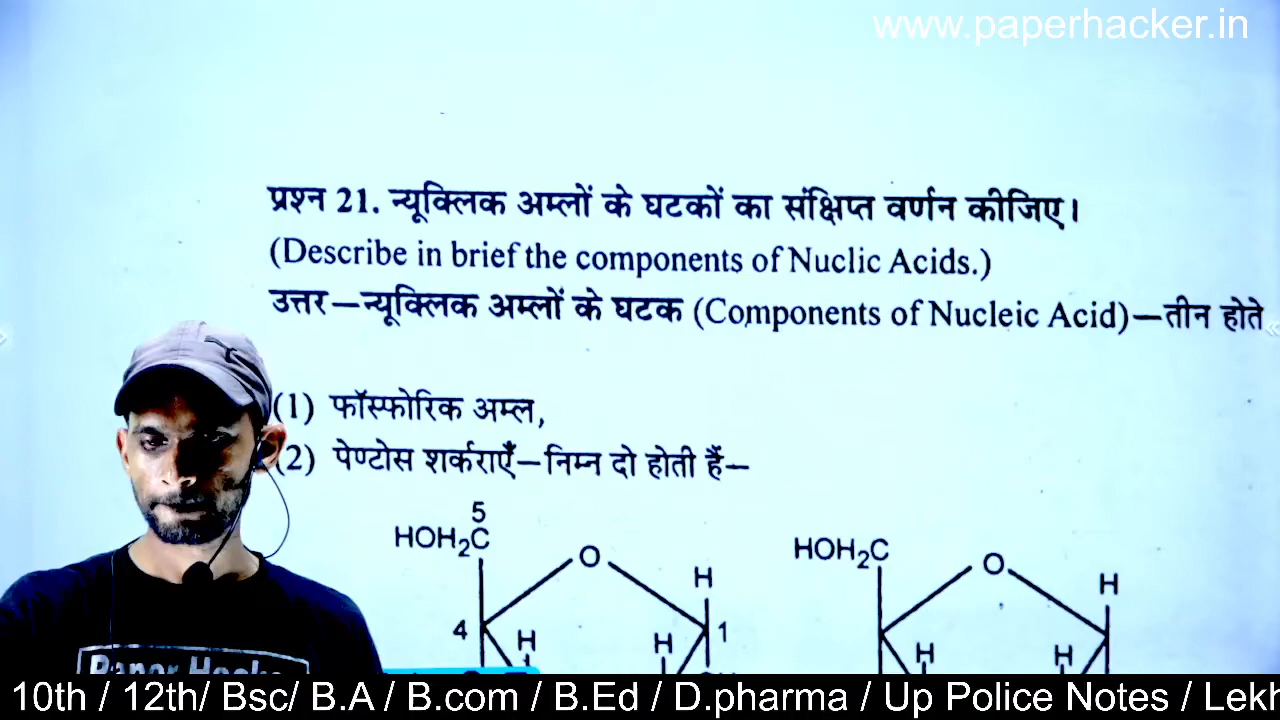 www.paperhacker.in
प्रश्न 21. न्यूक्लिक अम्लों के घटकों का संक्षिप्त वर्णन कीजिए।
(Describe in brief the components of Nuclic Acids.)
उत्तर—न्यूक्लिक अम्लों के घटक (Components of Nucleic Acid)—तीन होते
(1) फॉस्फोरिक अम्ल,
(2) पेण्टोस शर्कराएँ—निम्न दो होती हैं—
5
HOH₂C O H
4 H H 1
HOH₂C O H
H H
Paper Hacker
10th / 12th/ Bsc/ B.A / B.com / B.Ed / D.pharma / Up Police Notes / Lekh